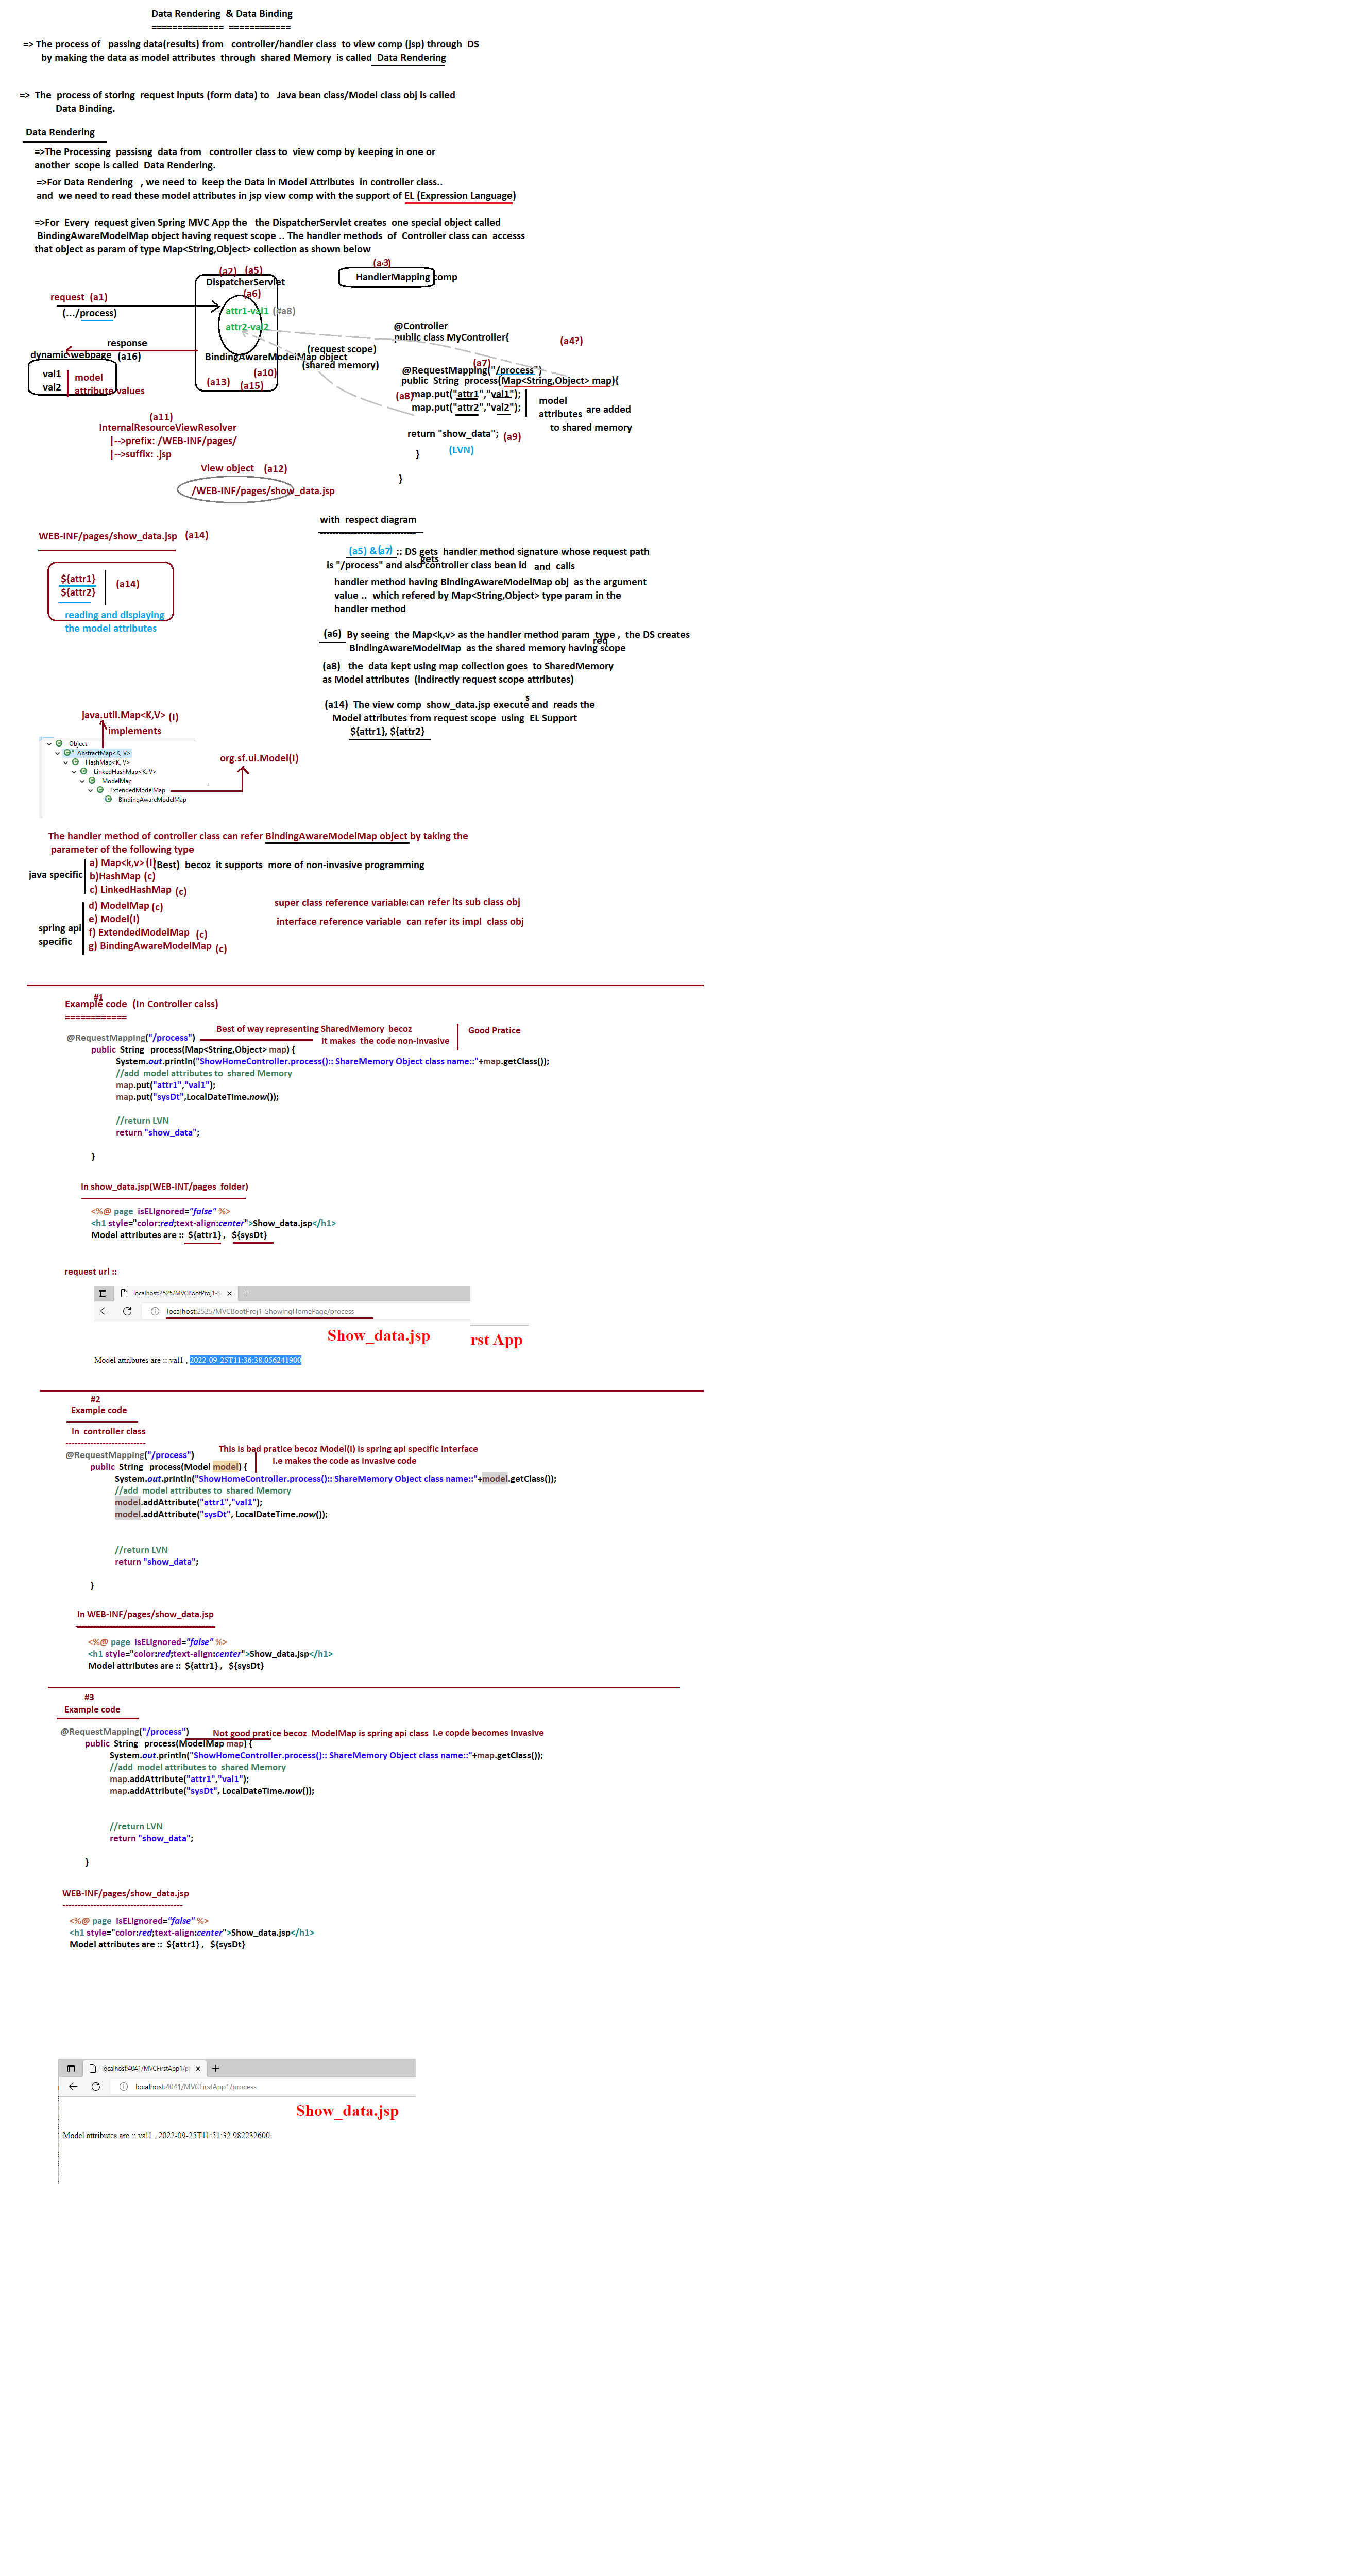 Data Rendering & Data Binding
============== ============
=> The process of passing data(results) from controller/handler class to view comp (jsp) through DS
by making the data as model attributes through shared Memory is called Data Rendering
=> The process of storing request inputs (form data) to Java bean class/Model class obj is called
Data Binding.
Data Rendering
=>The Processing passisng data from controller class to view comp by keeping in one or
another scope is called Data Rendering.
=>For Data Rendering , we need to keep the Data in Model Attributes in controller class..
and we need to read these model attributes in jsp view comp with the support of EL (Expression Language)
=>For Every request given Spring MVC App the the DispatcherServlet creates one special object called
BindingAwareModelMap object having request scope .. The handler methods of Controller class can accesss
that object as param of type Map<String,Object> collection as shown below
(a3)
HandlerMapping comp
(a2) (a5)
DispatcherServlet
(a6)
request (a1)
(.../process)
attr1-val1 (#a8)
attr2-val2
response
dynamic webpage (a16)
val1
val2
model
attribute values
BindingAwareModelMap object
(request scope)
(shared memory)
(a10)
(a13) (a15)
@Controller
public class MyController{
(a4?)
(a7)
@RequestMapping("/process")
public String process(Map<String,Object> map){
(a8)
map.put("attr1","val1");
map.put("attr2","val2");
model
attributes are added
to shared memory
return "show_data"; (a9)
(LVN)
}
}
(a11)
InternalResourceViewResolver
|-->prefix: /WEB-INF/pages/
|-->suffix: .jsp
View object (a12)
/WEB-INF/pages/show_data.jsp
WEB-INF/pages/show_data.jsp (a14)
${attr1}
${attr2}
(a14)
reading and displaying
the model attributes
with respect diagram
----------------------------
(a5) &(a7) :: DS gets handler method signature whose request path
is "/process" and also controller class bean id and calls
gets
handler method having BindingAwareModelMap obj as the argument
value .. which refered by Map<String,Object> type param in the
handler method
(a6) By seeing the Map<k,v> as the handler method param type , the DS creates
BindingAwareModelMap as the shared memory having scope
req
(a8) the data kept using map collection goes to SharedMemory
as Model attributes (indirectly request scope attributes)
(a14) The view comp show_data.jsp execute and reads the
s
Model attributes from request scope using EL Support
${attr1}, ${attr2}
java.util.Map<K,V> (I)
implements
Object
AbstractMap<K, V>
HashMap<K, V>
LinkedHashMap<K, V>
ModelMap
ExtendedModelMap
BindingAwareModelMap
org.sf.ui.Model(I)
The handler method of controller class can refer BindingAwareModelMap object by taking the
parameter of the following type
java specific
a) Map<k,v> (I) (Best) becoz it supports more of non-invasive programming
b)HashMap (c)
c) LinkedHashMap (c)
spring api
specific
d) ModelMap (c)
e) Model(I)
f) ExtendedModelMap (c)
g) BindingAwareModelMap (c)
super class reference variable can refer its sub class obj
interface reference variable can refer its impl class obj
#1
Example code (In Controller calss)
============
@RequestMapping("/process")
Best of way representing SharedMemory becoz
it makes the code non-invasive
Good Pratice
public String process(Map<String,Object> map) {
System.out.println("ShowHomeController.process():: ShareMemory Object class name::"+map.getClass());
//add model attributes to shared Memory
map.put("attr1","val1");
map.put("sysDt",LocalDateTime.now());
//return LVN
return "show_data";
}
In show_data.jsp(WEB-INT/pages folder)
<%@ page isELIgnored="false" %>
<h1 style="color:red;text-align:center">Show_data.jsp</h1>
Model attributes are :: ${attr1} , ${sysDt}
request url ::
localhost:2525/MVCBootProj1-S
localhost:2525/MVCBootProj1-ShowingHomePage/process
Show_data.jsp
rst App
Model attributes are :: val1 , 2022-09-25T11:36:38.056241900
#2
Example code
In controller class
--------------------------
@RequestMapping("/process")
This is bad pratice becoz Model(I) is spring api specific interface
i.e makes the code as invasive code
public String process(Model model) {
System.out.println("ShowHomeController.process():: ShareMemory Object class name::"+model.getClass());
//add model attributes to shared Memory
model.addAttribute("attr1","val1");
model.addAttribute("sysDt", LocalDateTime.now());
//return LVN
return "show_data";
}
In WEB-INF/pages/show_data.jsp
--------------------------------------------
<%@ page isELIgnored="false" %>
<h1 style="color:red;text-align:center">Show_data.jsp</h1>
Model attributes are :: ${attr1} , ${sysDt}
#3
Example code
@RequestMapping("/process")
Not good pratice becoz ModelMap is spring api class i.e copde becomes invasive
public String process(ModelMap map) {
System.out.println("ShowHomeController.process():: ShareMemory Object class name::"+map.getClass());
//add model attributes to shared Memory
map.addAttribute("attr1","val1");
map.addAttribute("sysDt", LocalDateTime.now());
//return LVN
return "show_data";
}
WEB-INF/pages/show_data.jsp
---------------------------------------
<%@ page isELIgnored="false" %>
<h1 style="color:red;text-align:center">Show_data.jsp</h1>
Model attributes are :: ${attr1} , ${sysDt}
localhost:4041/MVCFirstApp1/p
localhost:4041/MVCFirstApp1/process
Show_data.jsp
Model attributes are :: val1 , 2022-09-25T11:51:32.982232600